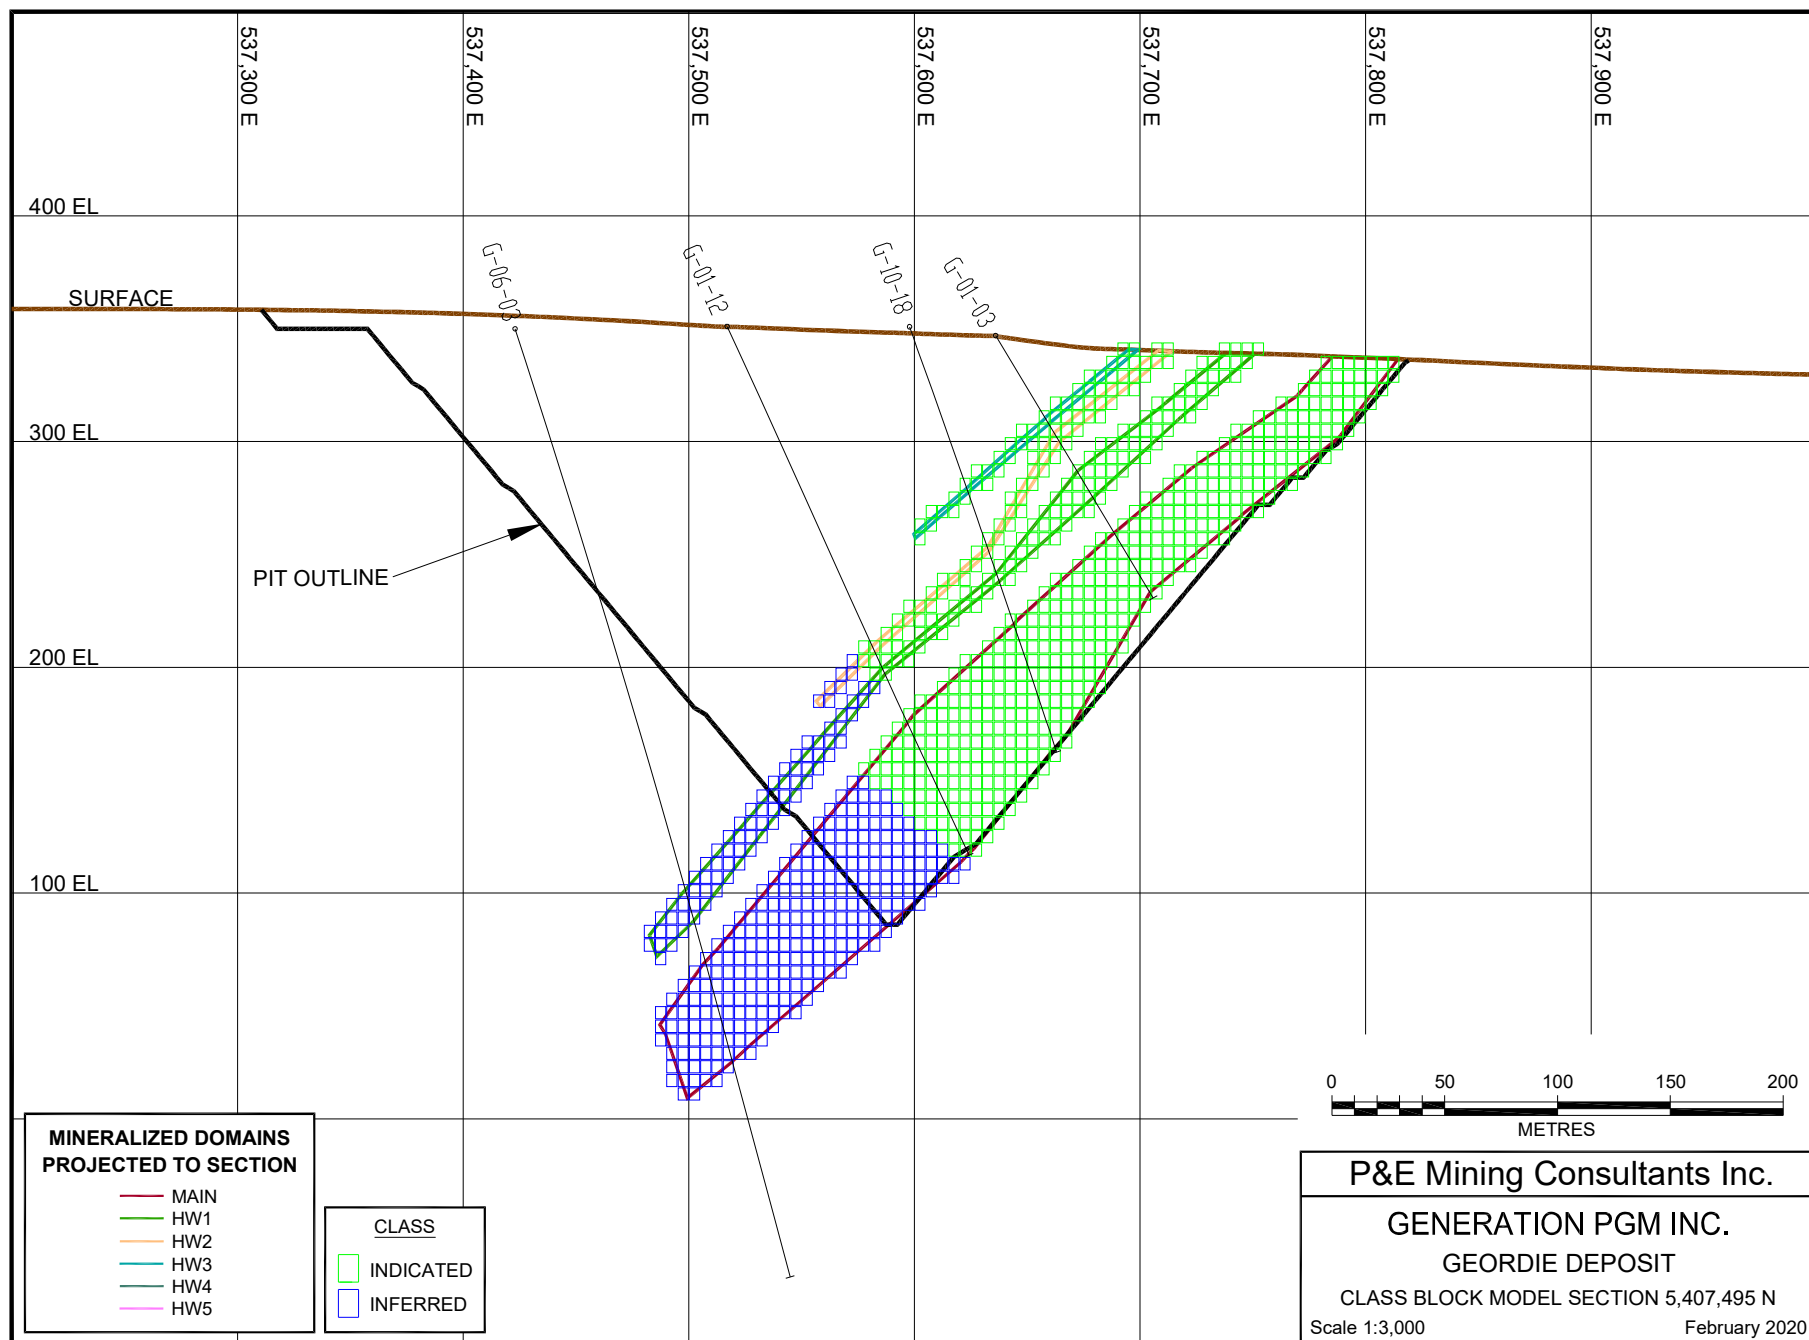 537,300 E
537,400 E
537,500 E
537,600 E
537,700 E
537,800 E
537,900 E
400 EL
G-06-03
G-01-12
G-10-18
G-01-03
SURFACE
300 EL
PIT OUTLINE
200 EL
100 EL
0 50 100 150 200
METRES
MINERALIZED DOMAINS
PROJECTED TO SECTION
MAIN
HW1
HW2
HW3
HW4
HW5
CLASS
INDICATED
INFERRED
P&E Mining Consultants Inc.
GENERATION PGM INC.
GEORDIE DEPOSIT
CLASS BLOCK MODEL SECTION 5,407,495 N
Scale 1:3,000 February 2020